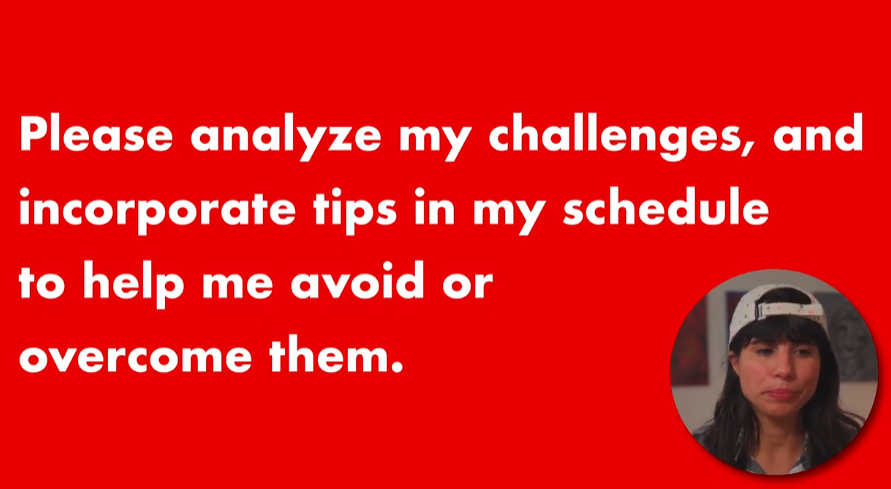 Please analyze my challenges, and
incorporate tips in my schedule
to help me avoid or
overcome them.